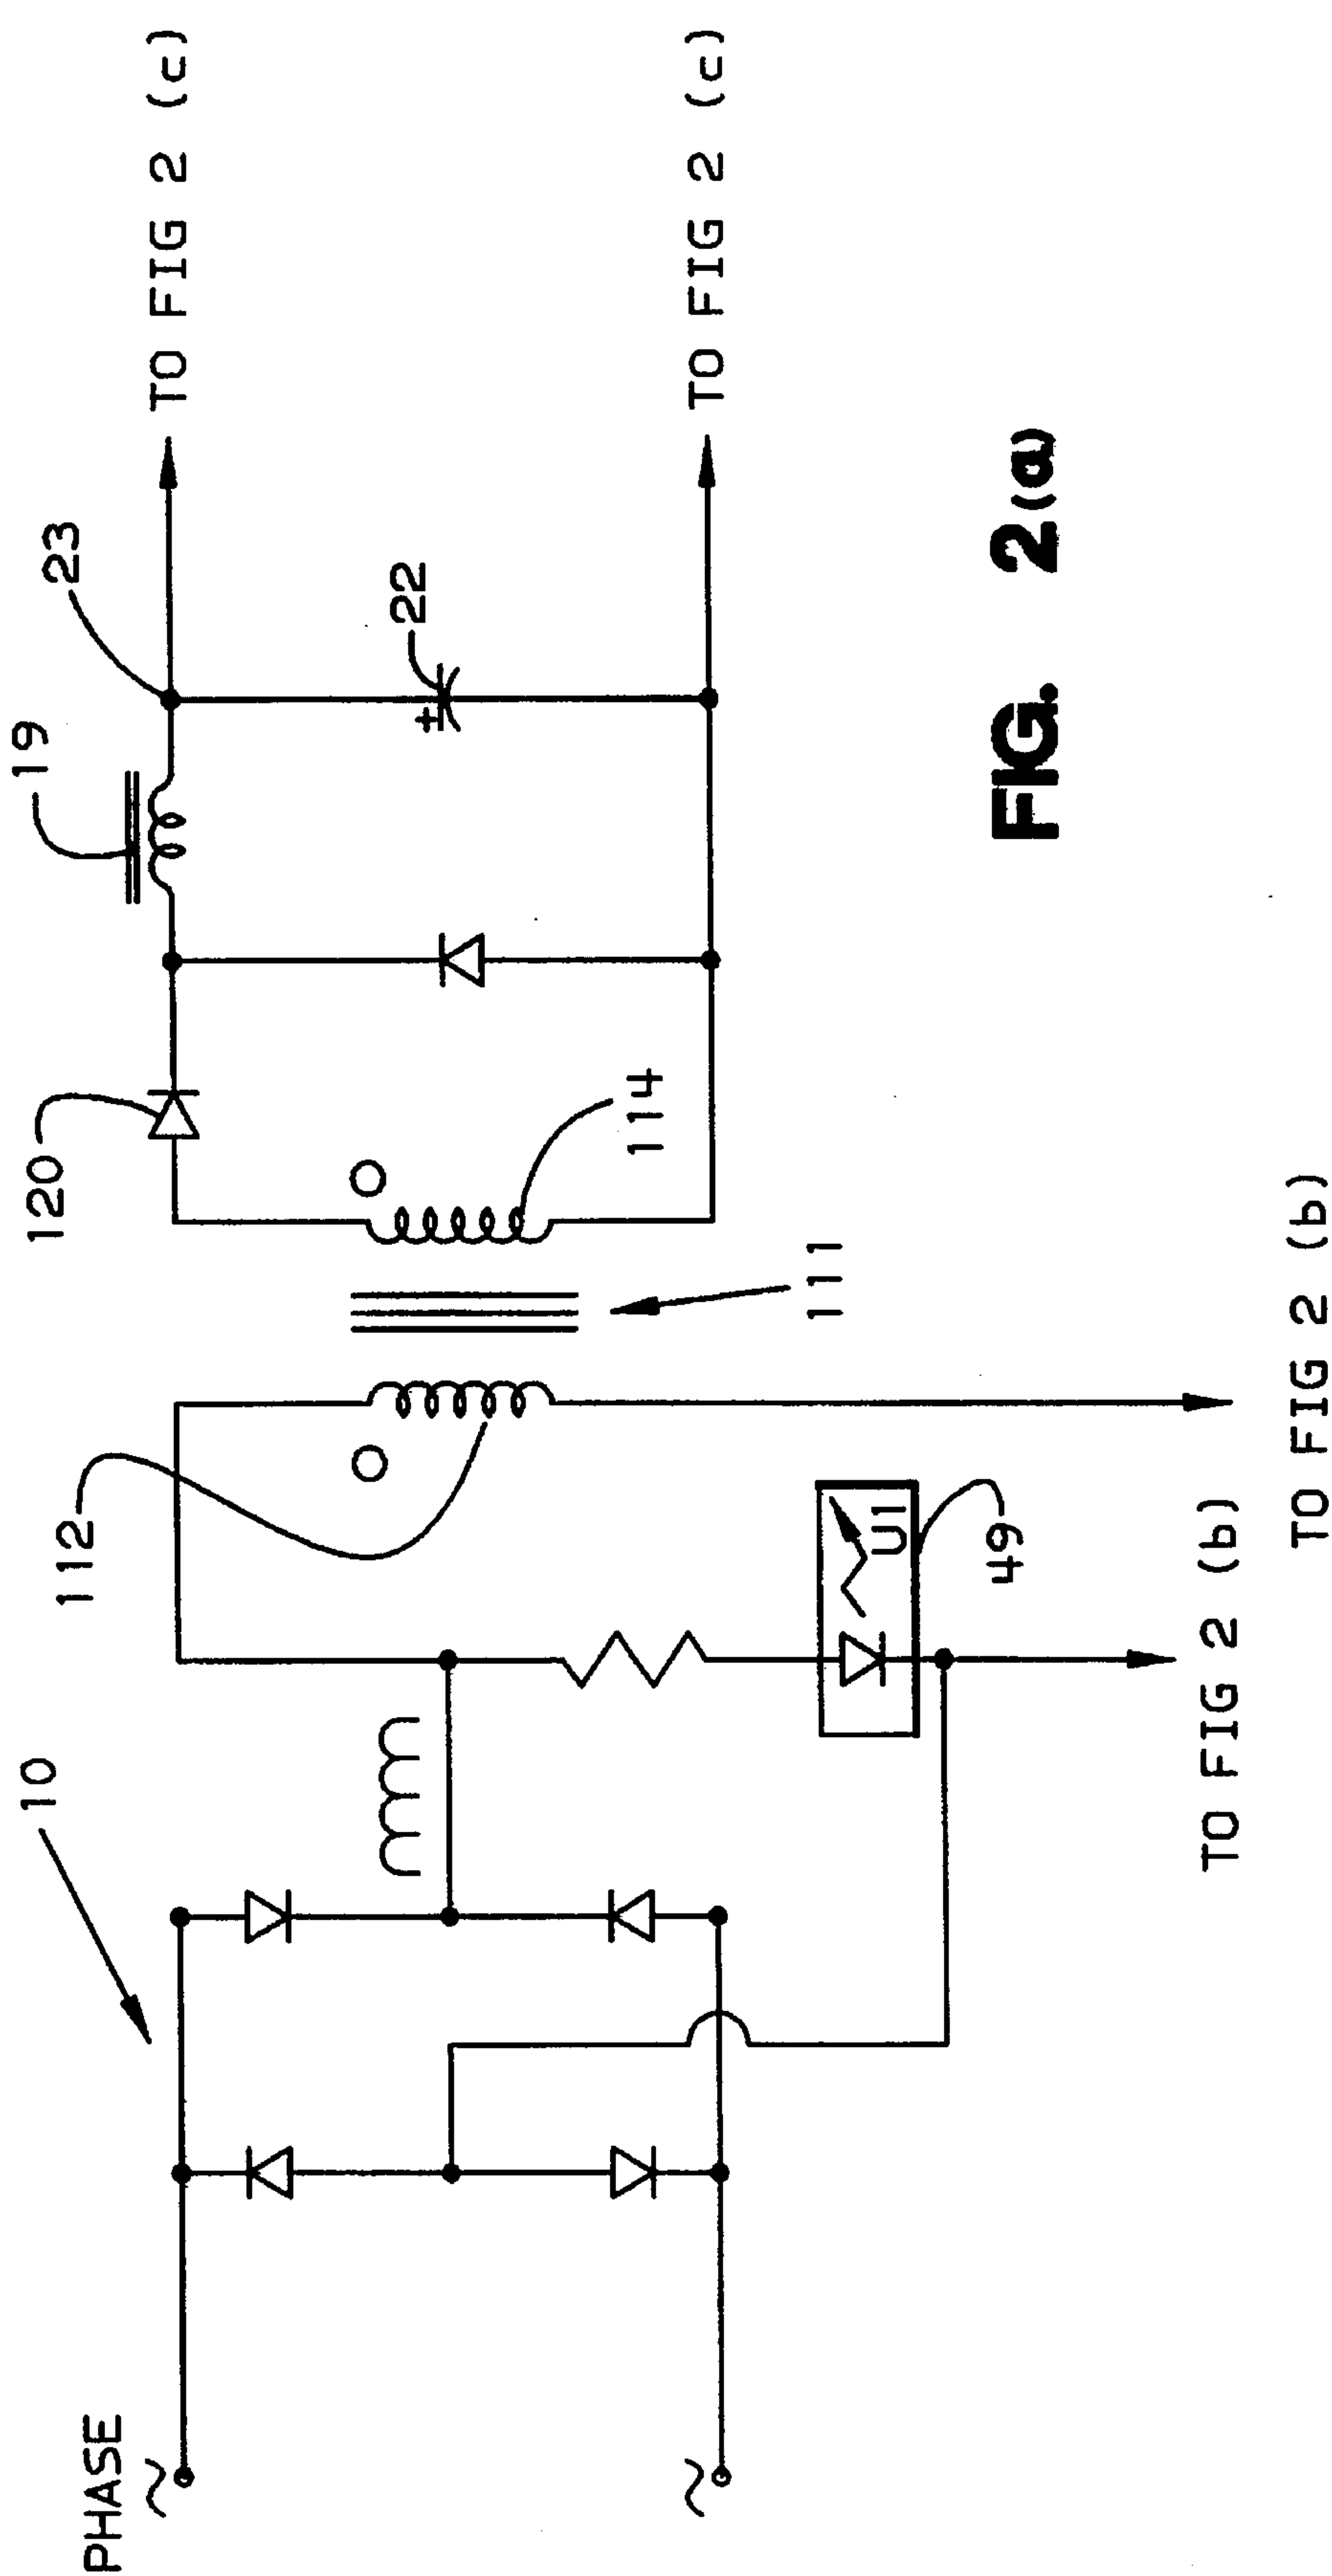 PHASE
10
112
120
19
23
TO FIG 2 (c)
22
114
111
TO FIG 2 (c)
U1
49
TO FIG 2 (b)
TO FIG 2 (b)
FIG. 2(a)